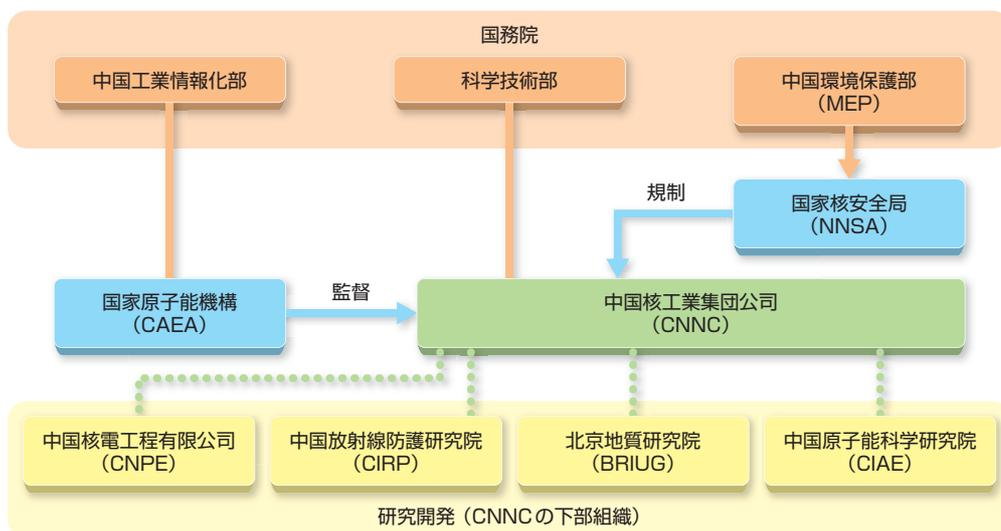 国務院
中国工業情報化部
科学技術部
中国環境保護部
（MEP）
規制
国家核安全局
（NNSA）
国家原子能機構
（CAEA）
監督
中国核工業集団公司
（CNNC）
中国核電工程有限公司
（CNPE）
中国放射線防護研究院
（CIRP）
北京地質研究院
（BRIUG）
中国原子能科学研究院
（CIAE）
研究開発（CNNCの下部組織）